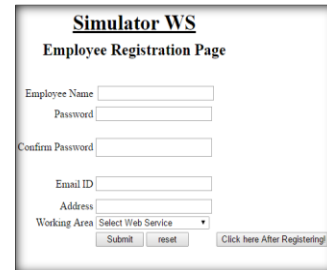 Simulator WS
Employee Registration Page
Employee Name
Password
Confirm Password
Email ID
Address
Working Area Select Web Service
Submit reset Click here After Registering!